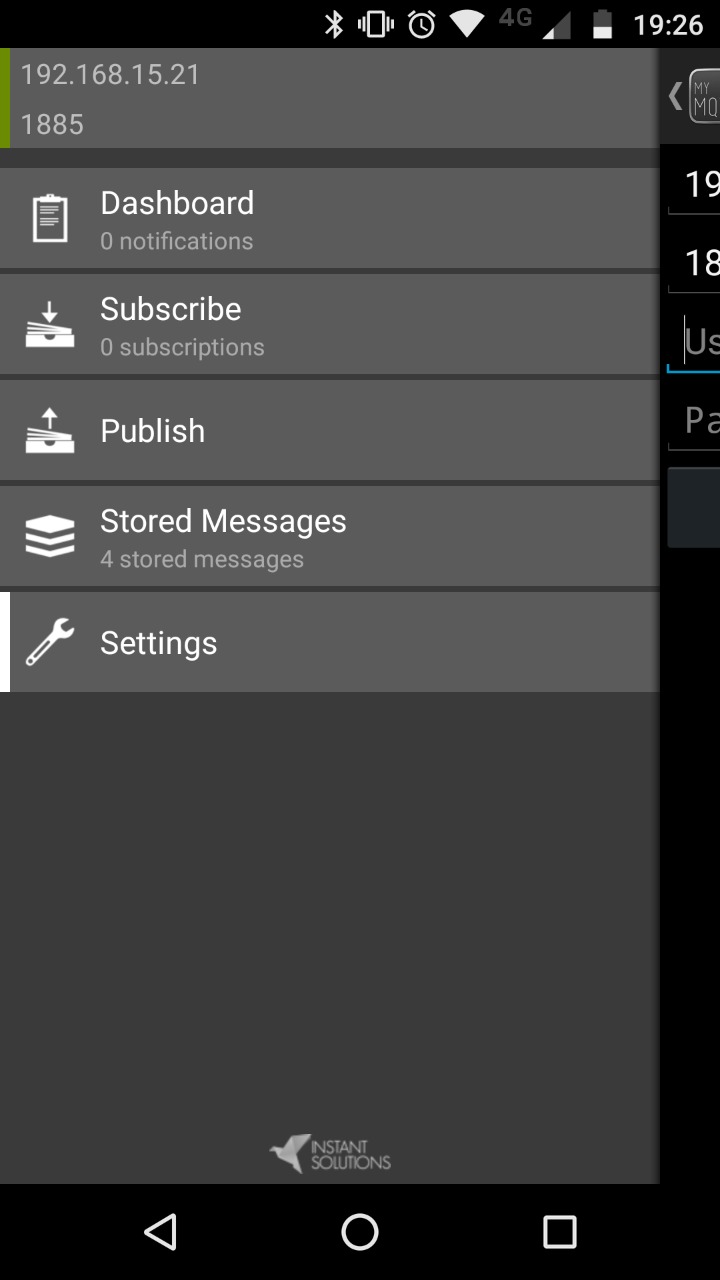 4G 19:26
192.168.15.21
1885
MY
MQ
19
18
Us
Pa
Dashboard
0 notifications
Subscribe
0 subscriptions
Publish
Stored Messages
4 stored messages
Settings
INSTANT
SOLUTIONS